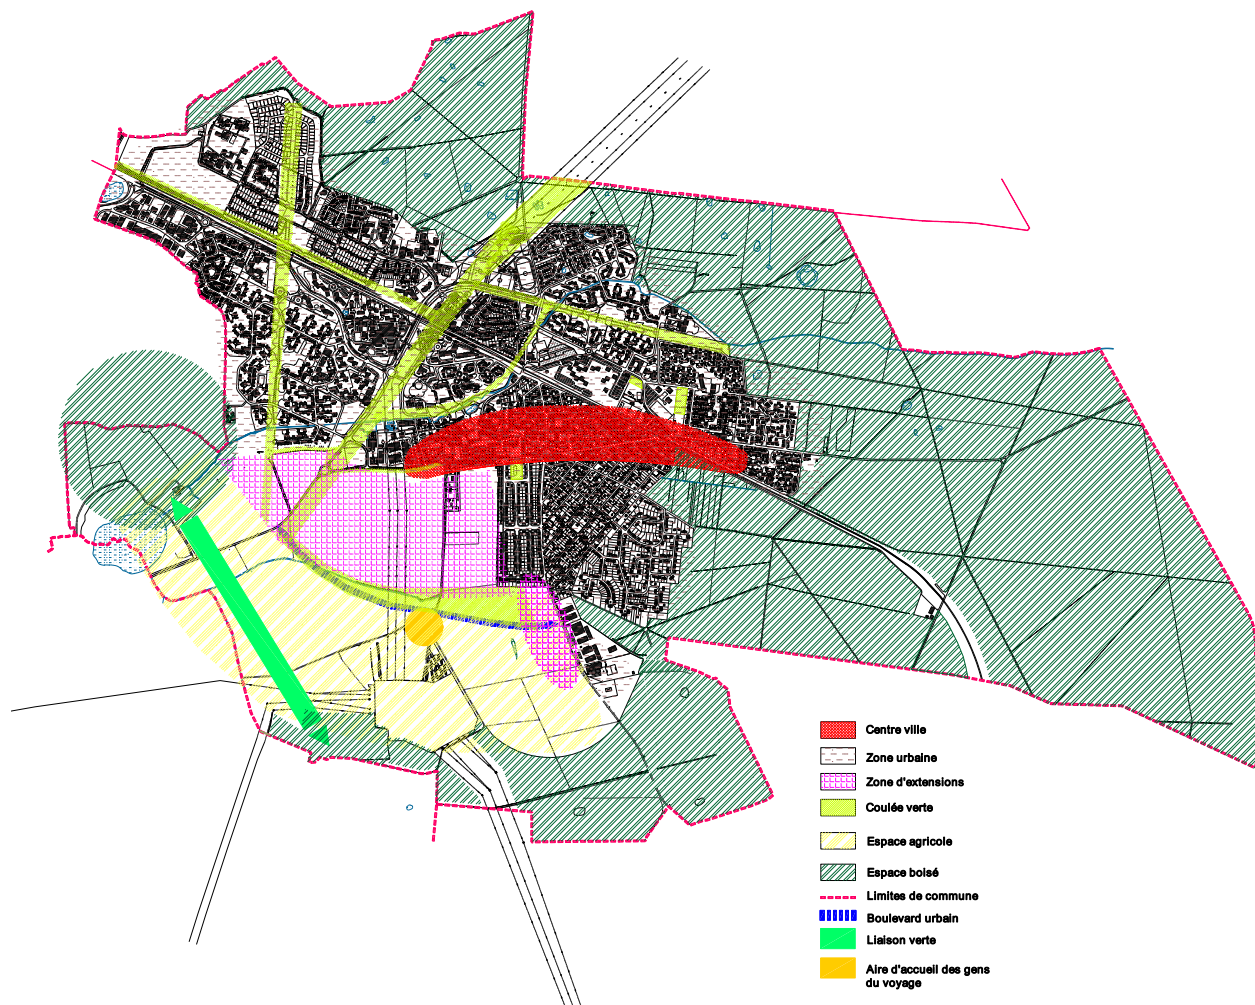 Centre ville
Zone urbaine
Zone d'extensions
Coulée verte
Espace agricole
Espace boisé
Limites de commune
Boulevard urbain
Liaison verte
Aire d'accueil des gens
du voyage